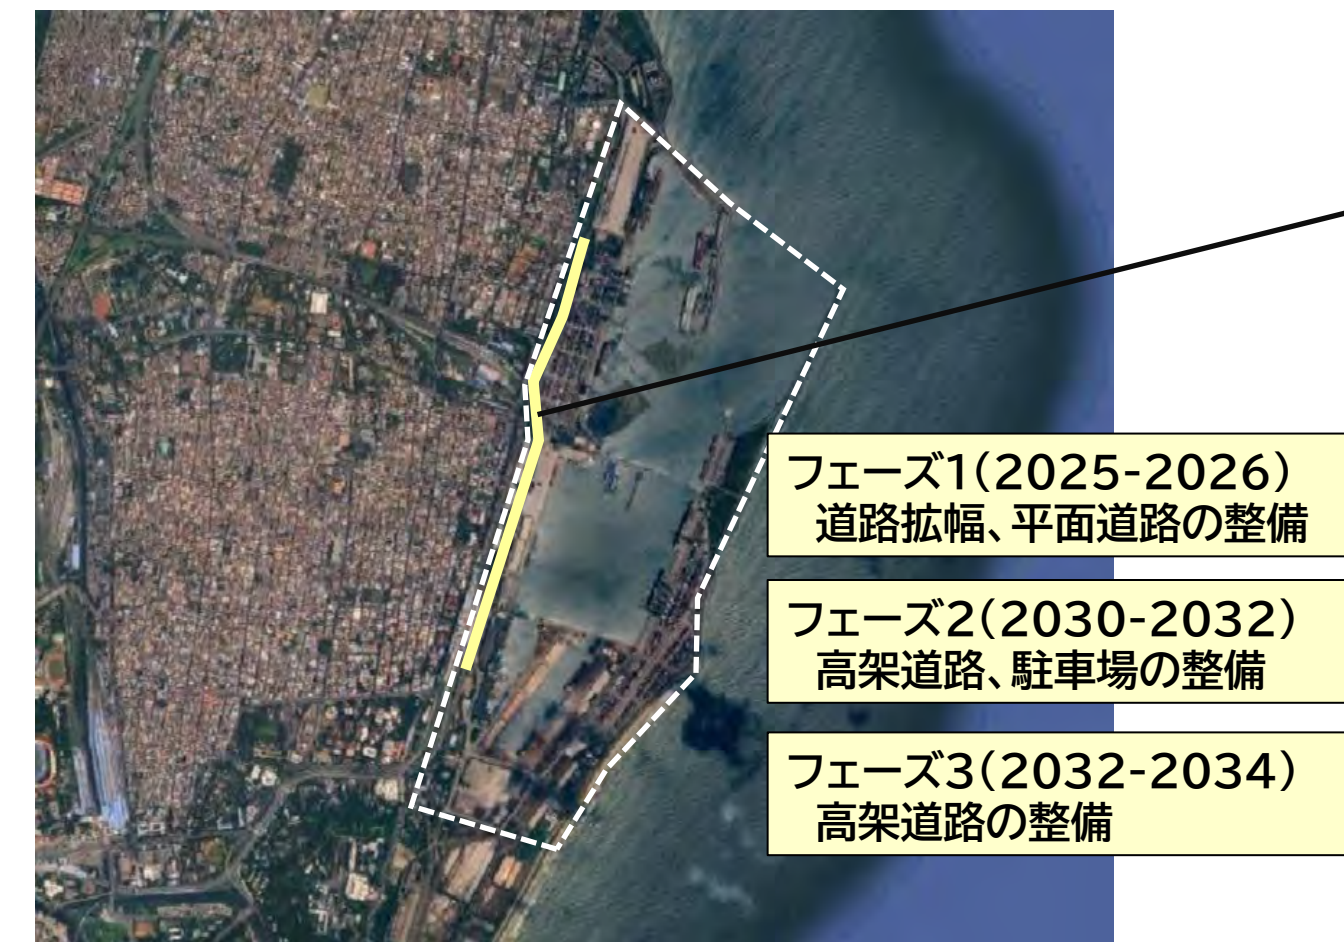 フェーズ1(2025-2026)
道路拡幅、平面道路の整備
フェーズ2(2030-2032)
高架道路、駐車場の整備
フェーズ3(2032-2034)
高架道路の整備